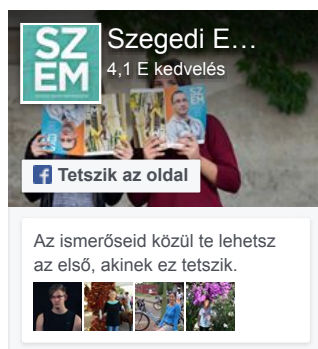 SZ
EM
Szegedi E...
4,1 E kedvelés
Tetszik az oldal
Az ismerőseid közül te lehetsz
az első, akinek ez tetszik.